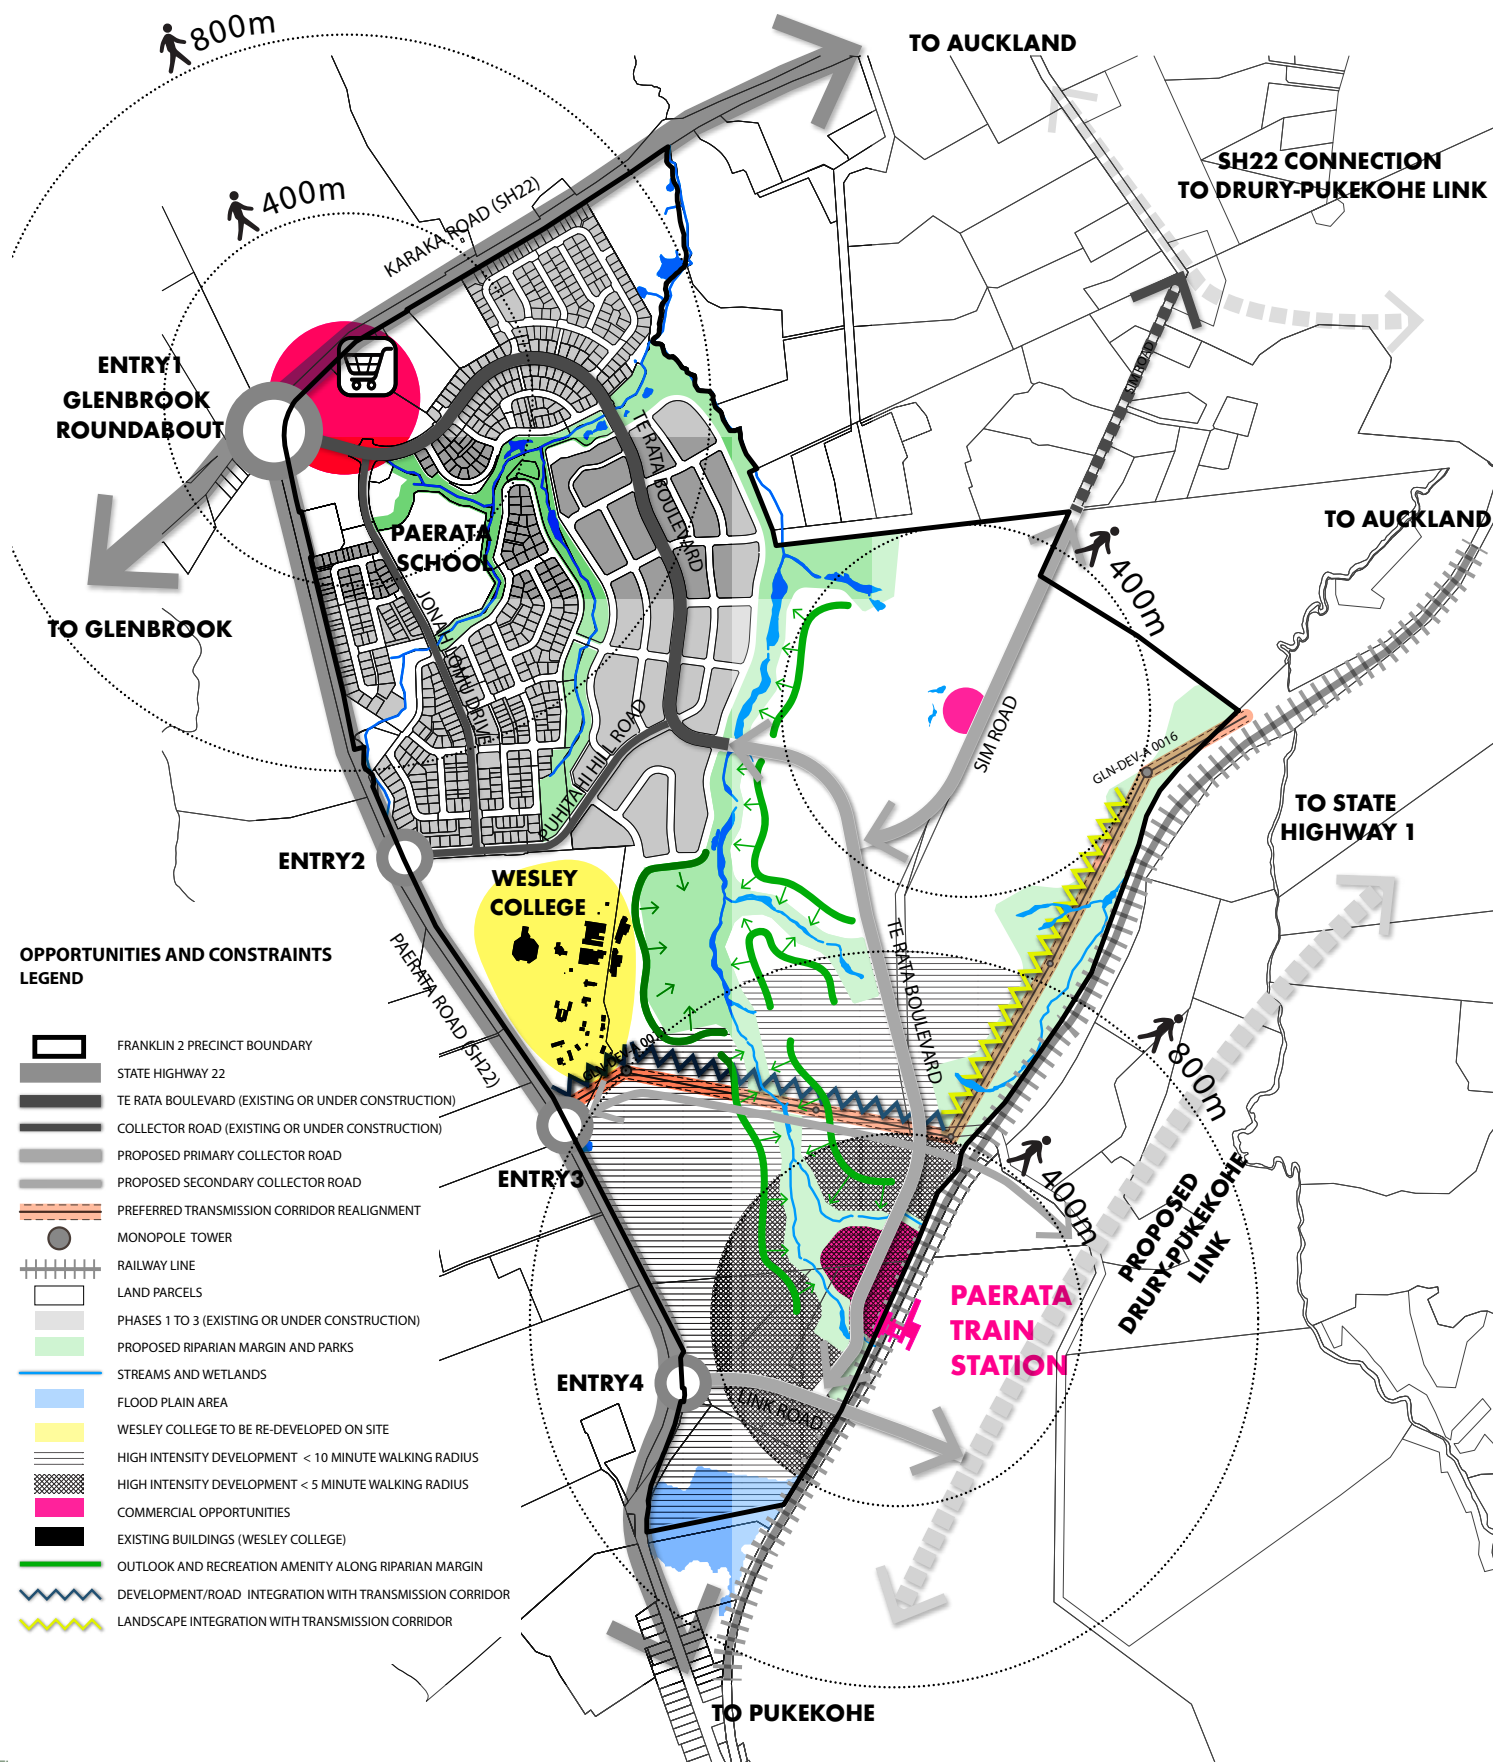 800m
TO AUCKLAND
SH22 CONNECTION
TO DRURY-PUKEKOHE LINK
400m
KARAKA ROAD (SH22)
ENTRY1
GLENBROOK
ROUNDABOUT
SIM ROAD
TE RATA BOULEVARD
TO AUCKLAND
PAERATA
SCHOOL
400m
TO GLENBROOK
JONAH LOMU DRIVE
SIM ROAD
PUHITAHI HILL ROAD
GLN-DEV-A 0016
TO STATE
HIGHWAY 1
ENTRY2
WESLEY
COLLEGE
TE RATA BOULEVARD
PAERATA ROAD (SH22)
800m
ENTRY3
400m
PROPOSED
DRURY-PUKEKOHE
LINK
PAERATA
TRAIN
STATION
ENTRY4
LINK ROAD
TO PUKEKOHE
OPPORTUNITIES AND CONSTRAINTS
LEGEND
FRANKLIN 2 PRECINCT BOUNDARY
STATE HIGHWAY 22
TE RATA BOULEVARD (EXISTING OR UNDER CONSTRUCTION)
COLLECTOR ROAD (EXISTING OR UNDER CONSTRUCTION)
PROPOSED PRIMARY COLLECTOR ROAD
PROPOSED SECONDARY COLLECTOR ROAD
PREFERRED TRANSMISSION CORRIDOR REALIGNMENT
MONOPOLE TOWER
RAILWAY LINE
LAND PARCELS
PHASES 1 TO 3 (EXISTING OR UNDER CONSTRUCTION)
PROPOSED RIPARIAN MARGIN AND PARKS
STREAMS AND WETLANDS
FLOOD PLAIN AREA
WESLEY COLLEGE TO BE RE-DEVELOPED ON SITE
HIGH INTENSITY DEVELOPMENT < 10 MINUTE WALKING RADIUS
HIGH INTENSITY DEVELOPMENT < 5 MINUTE WALKING RADIUS
COMMERCIAL OPPORTUNITIES
EXISTING BUILDINGS (WESLEY COLLEGE)
OUTLOOK AND RECREATION AMENITY ALONG RIPARIAN MARGIN
DEVELOPMENT/ROAD INTEGRATION WITH TRANSMISSION CORRIDOR
LANDSCAPE INTEGRATION WITH TRANSMISSION CORRIDOR